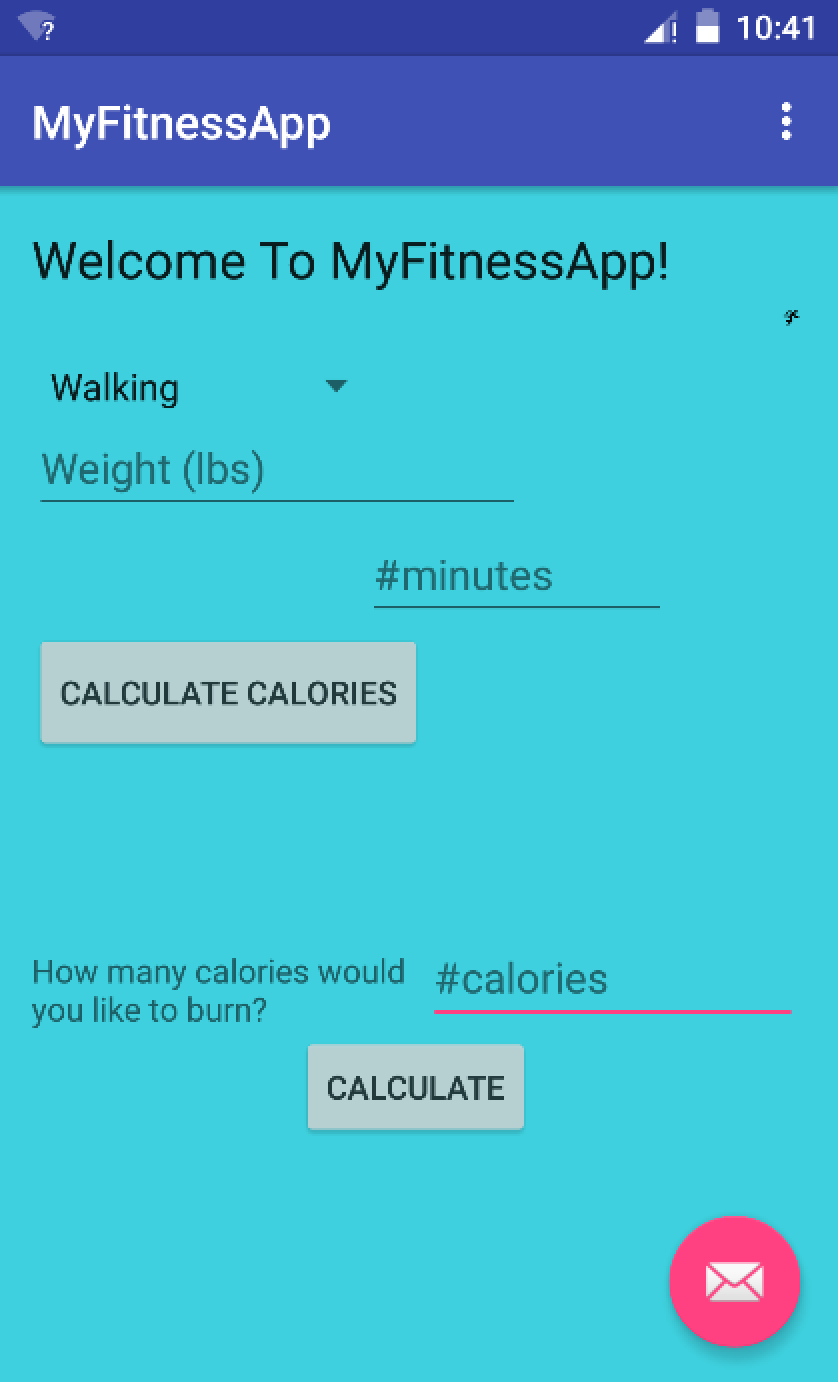 10:41
MyFitnessApp
Welcome To MyFitnessApp!
Walking
Weight (lbs)
#minutes
CALCULATE CALORIES
How many calories would
you like to burn?
#calories
CALCULATE